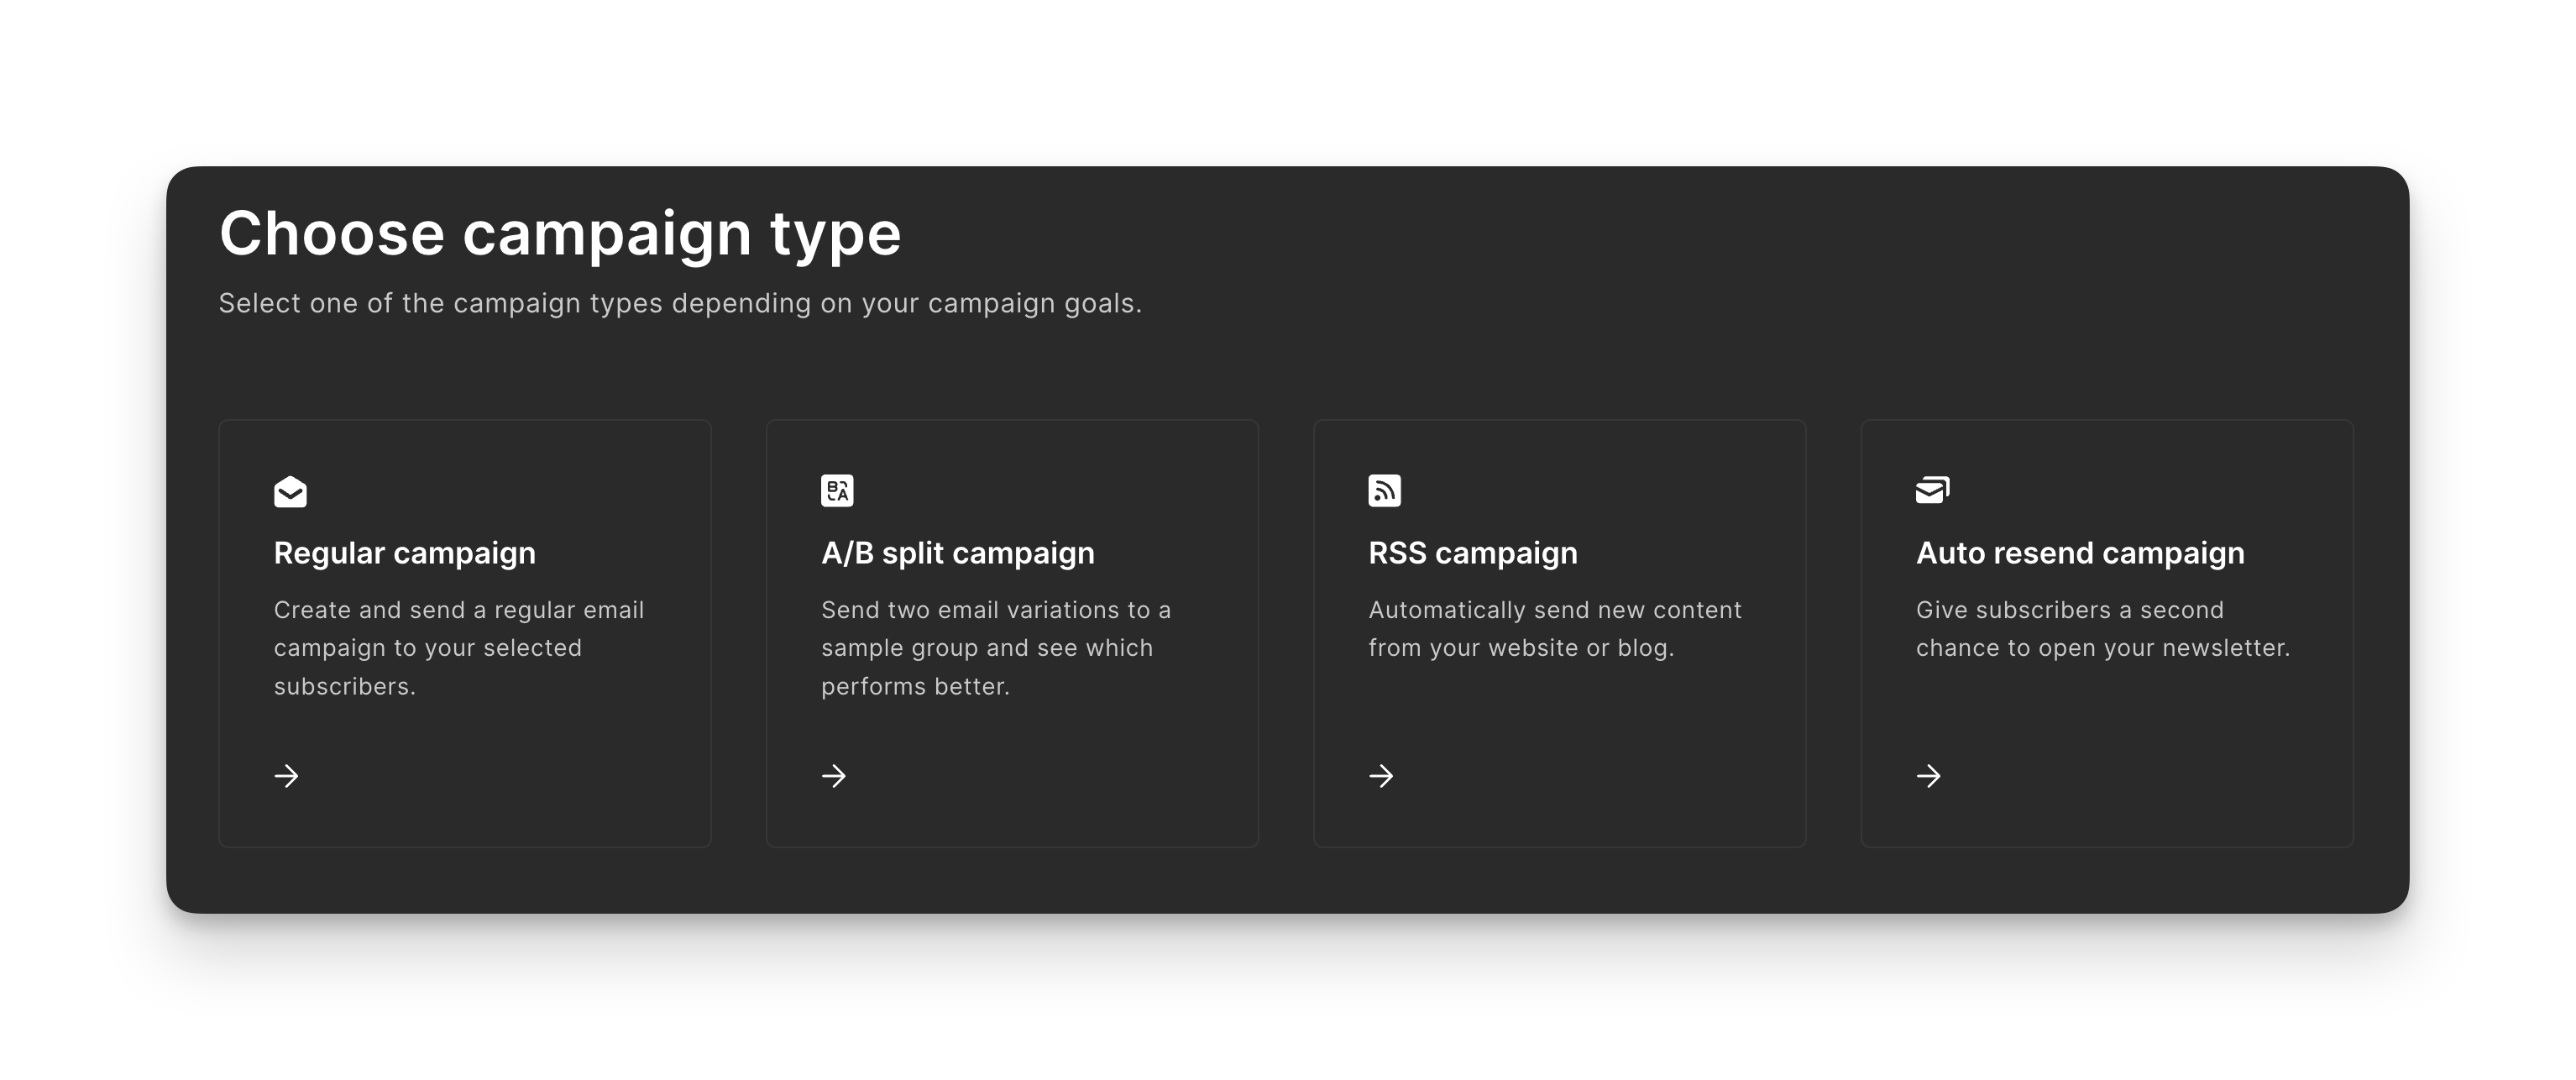 Choose campaign type
Select one of the campaign types depending on your campaign goals.
Regular campaign
Create and send a regular email
campaign to your selected
subscribers.
B
A
A/B split campaign
Send two email variations to a
sample group and see which
performs better.
RSS campaign
Automatically send new content
from your website or blog.
Auto resend campaign
Give subscribers a second
chance to open your newsletter.